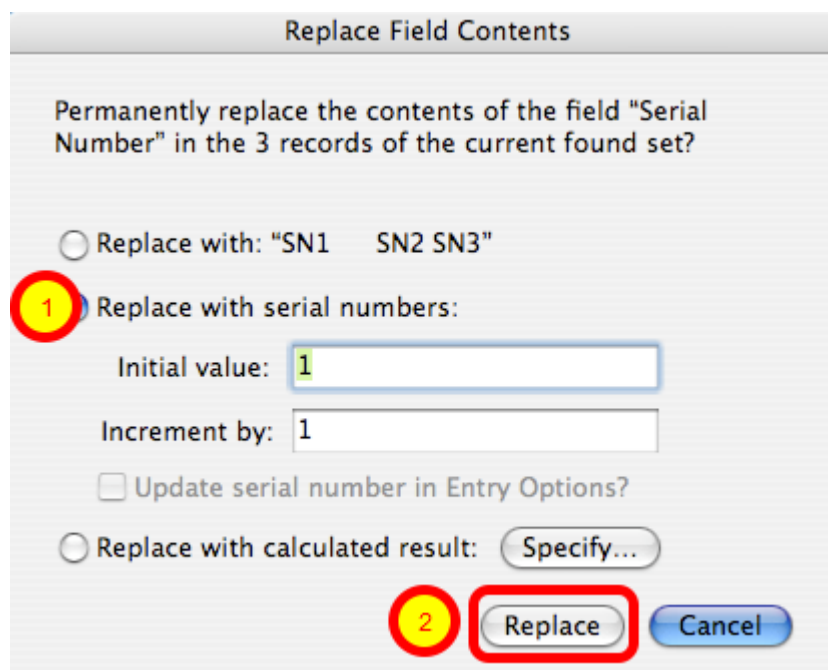 Replace Field Contents
Permanently replace the contents of the field “Serial
Number” in the 3 records of the current found set?
Replace with: “SN1 SN2 SN3”
1 Replace with serial numbers:
Initial value: 1
Increment by: 1
Update serial number in Entry Options?
Replace with calculated result: Specify...
2 Replace Cancel